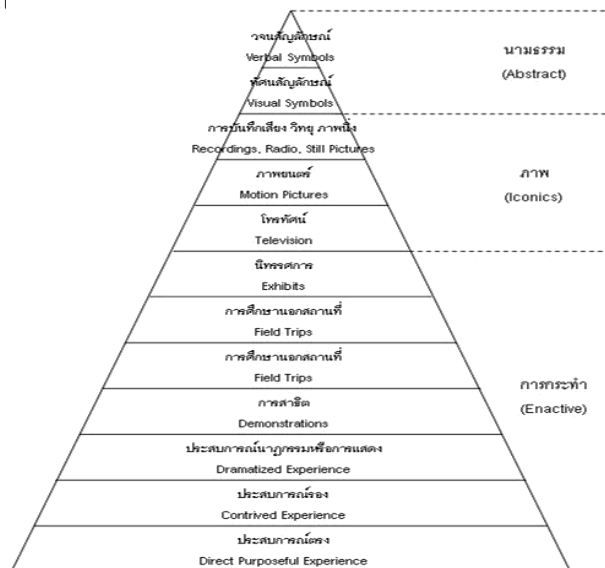 วจนสัญลักษณ์
Verbal Symbols
ทัศนสัญลักษณ์
Visual Symbols
นามธรรม
(Abstract)
การบันทึกเสียง วิทยุ ภาพนิ่ง
Recordings, Radio, Still Pictures
ภาพยนตร์
Motion Pictures
โทรทัศน์
Television
ภาพ
(Iconics)
นิทรรศการ
Exhibits
การศึกษานอกสถานที่
Field Trips
การศึกษานอกสถานที่
Field Trips
การสาธิต
Demonstrations
ประสบการณ์นาฏกรรมหรือการแสดง
Dramatized Experience
ประสบการณ์รอง
Contrived Experience
ประสบการณ์ตรง
Direct Purposeful Experience
การกระทำ
(Enactive)